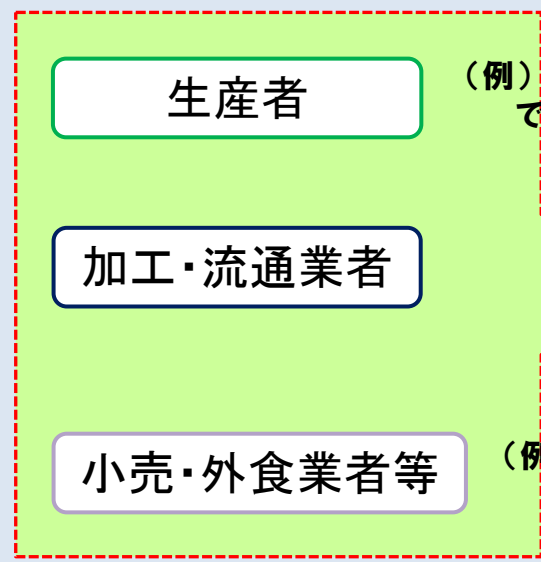 生産者
（例）
で
加工・流通業者
小売・外食業者等
（例